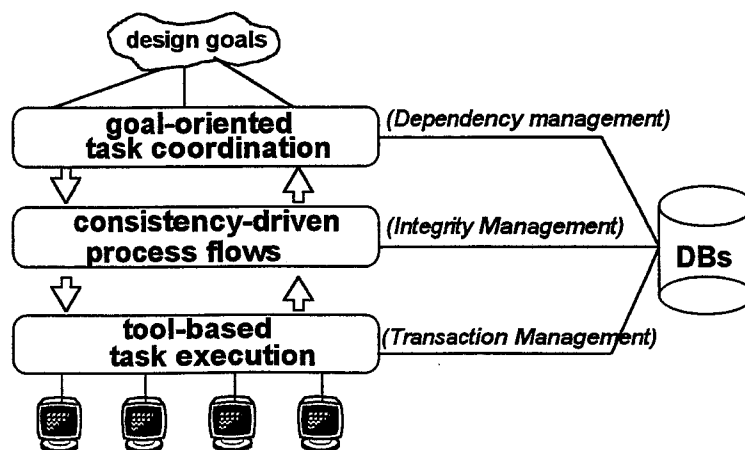 design goals
goal-oriented
task coordination
(Dependency management)
consistency-driven
process flows
(Integrity Management)
DBs
tool-based
task execution
(Transaction Management)